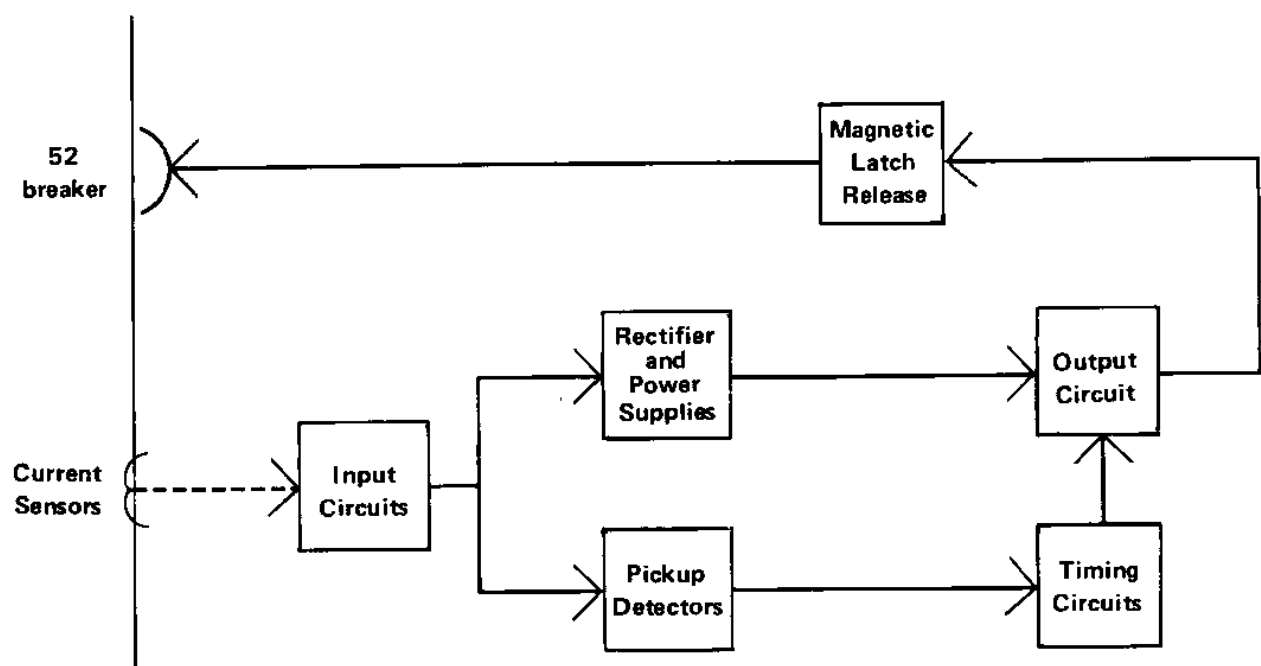 52
breaker
Magnetic
Latch
Release
Rectifier
and
Power
Supplies
Output
Circuit
Current
Sensors
Input
Circuits
Pickup
Detectors
Timing
Circuits